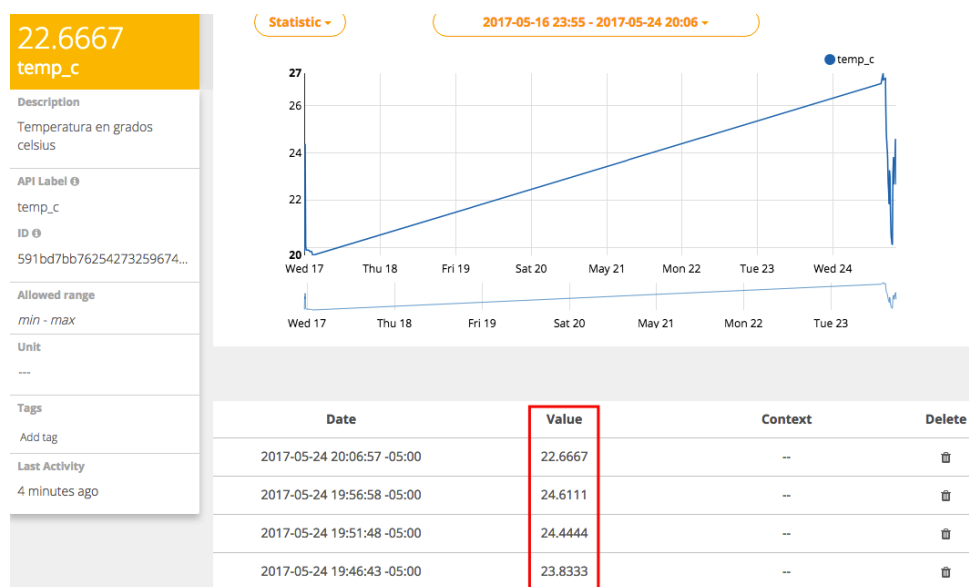 22.6667
temp_c
Description
Temperatura en grados
celsius
API Label
temp_c
ID
591bd7bb76254273259674...
Allowed range
min - max
Unit
---
Tags
Add tag
Last Activity
4 minutes ago
Statistic
2017-05-16 23:55 - 2017-05-24 20:06
temp_c
27
26
24
22
20
Wed 17 Thu 18 Fri 19 Sat 20 May 21 Mon 22 Tue 23 Wed 24
Wed 17 Thu 18 Fri 19 Sat 20 May 21 Mon 22 Tue 23
Date Value Context Delete
2017-05-24 20:06:57 -05:00 22.6667 --
2017-05-24 19:56:58 -05:00 24.6111 --
2017-05-24 19:51:48 -05:00 24.4444 --
2017-05-24 19:46:43 -05:00 23.8333 --